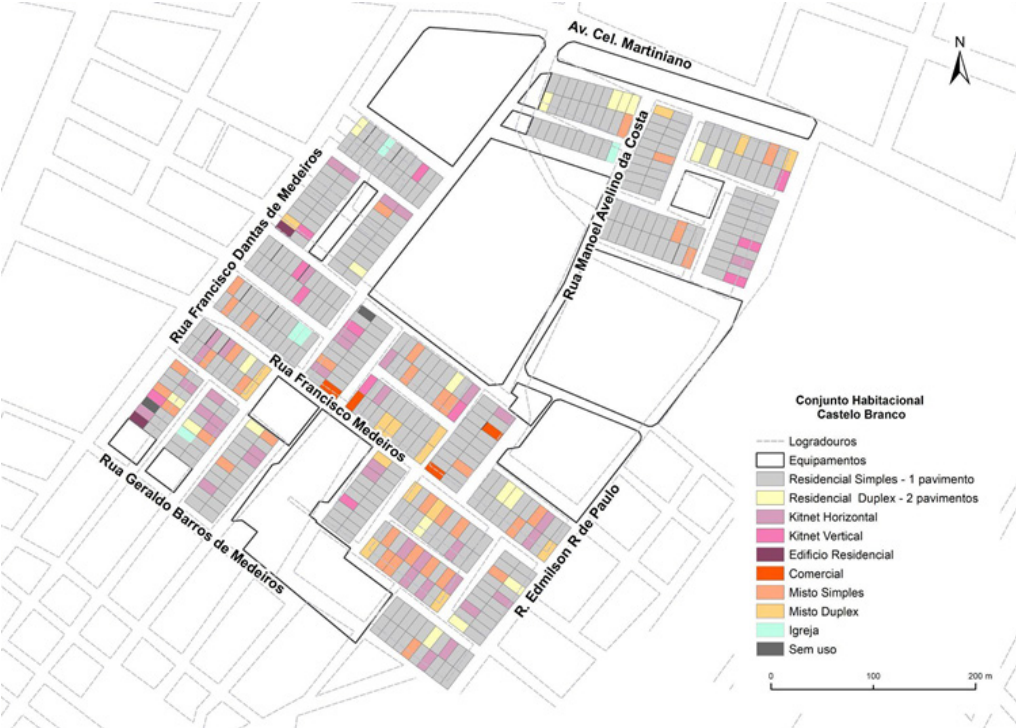 Av. Cel. Martiniano
N
Rua Manoel Avelino da Costa
Rua Francisco Dantas de Medeiros
Rua Francisco Medeiros
Rua Geraldo Barros de Medeiros
R. Edmilson R de Paulo
Conjunto Habitacional
Castelo Branco
Logradouros
Equipamentos
Residencial Simples - 1 pavimento
Residencial Duplex - 2 pavimentos
Kitnet Horizontal
Kitnet Vertical
Edificio Residencial
Comercial
Misto Simples
Misto Duplex
Igreja
Sem uso
0 100 200 m